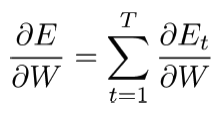 ∂E/∂W = ∑_{t=1}^{T} ∂E_t/∂W